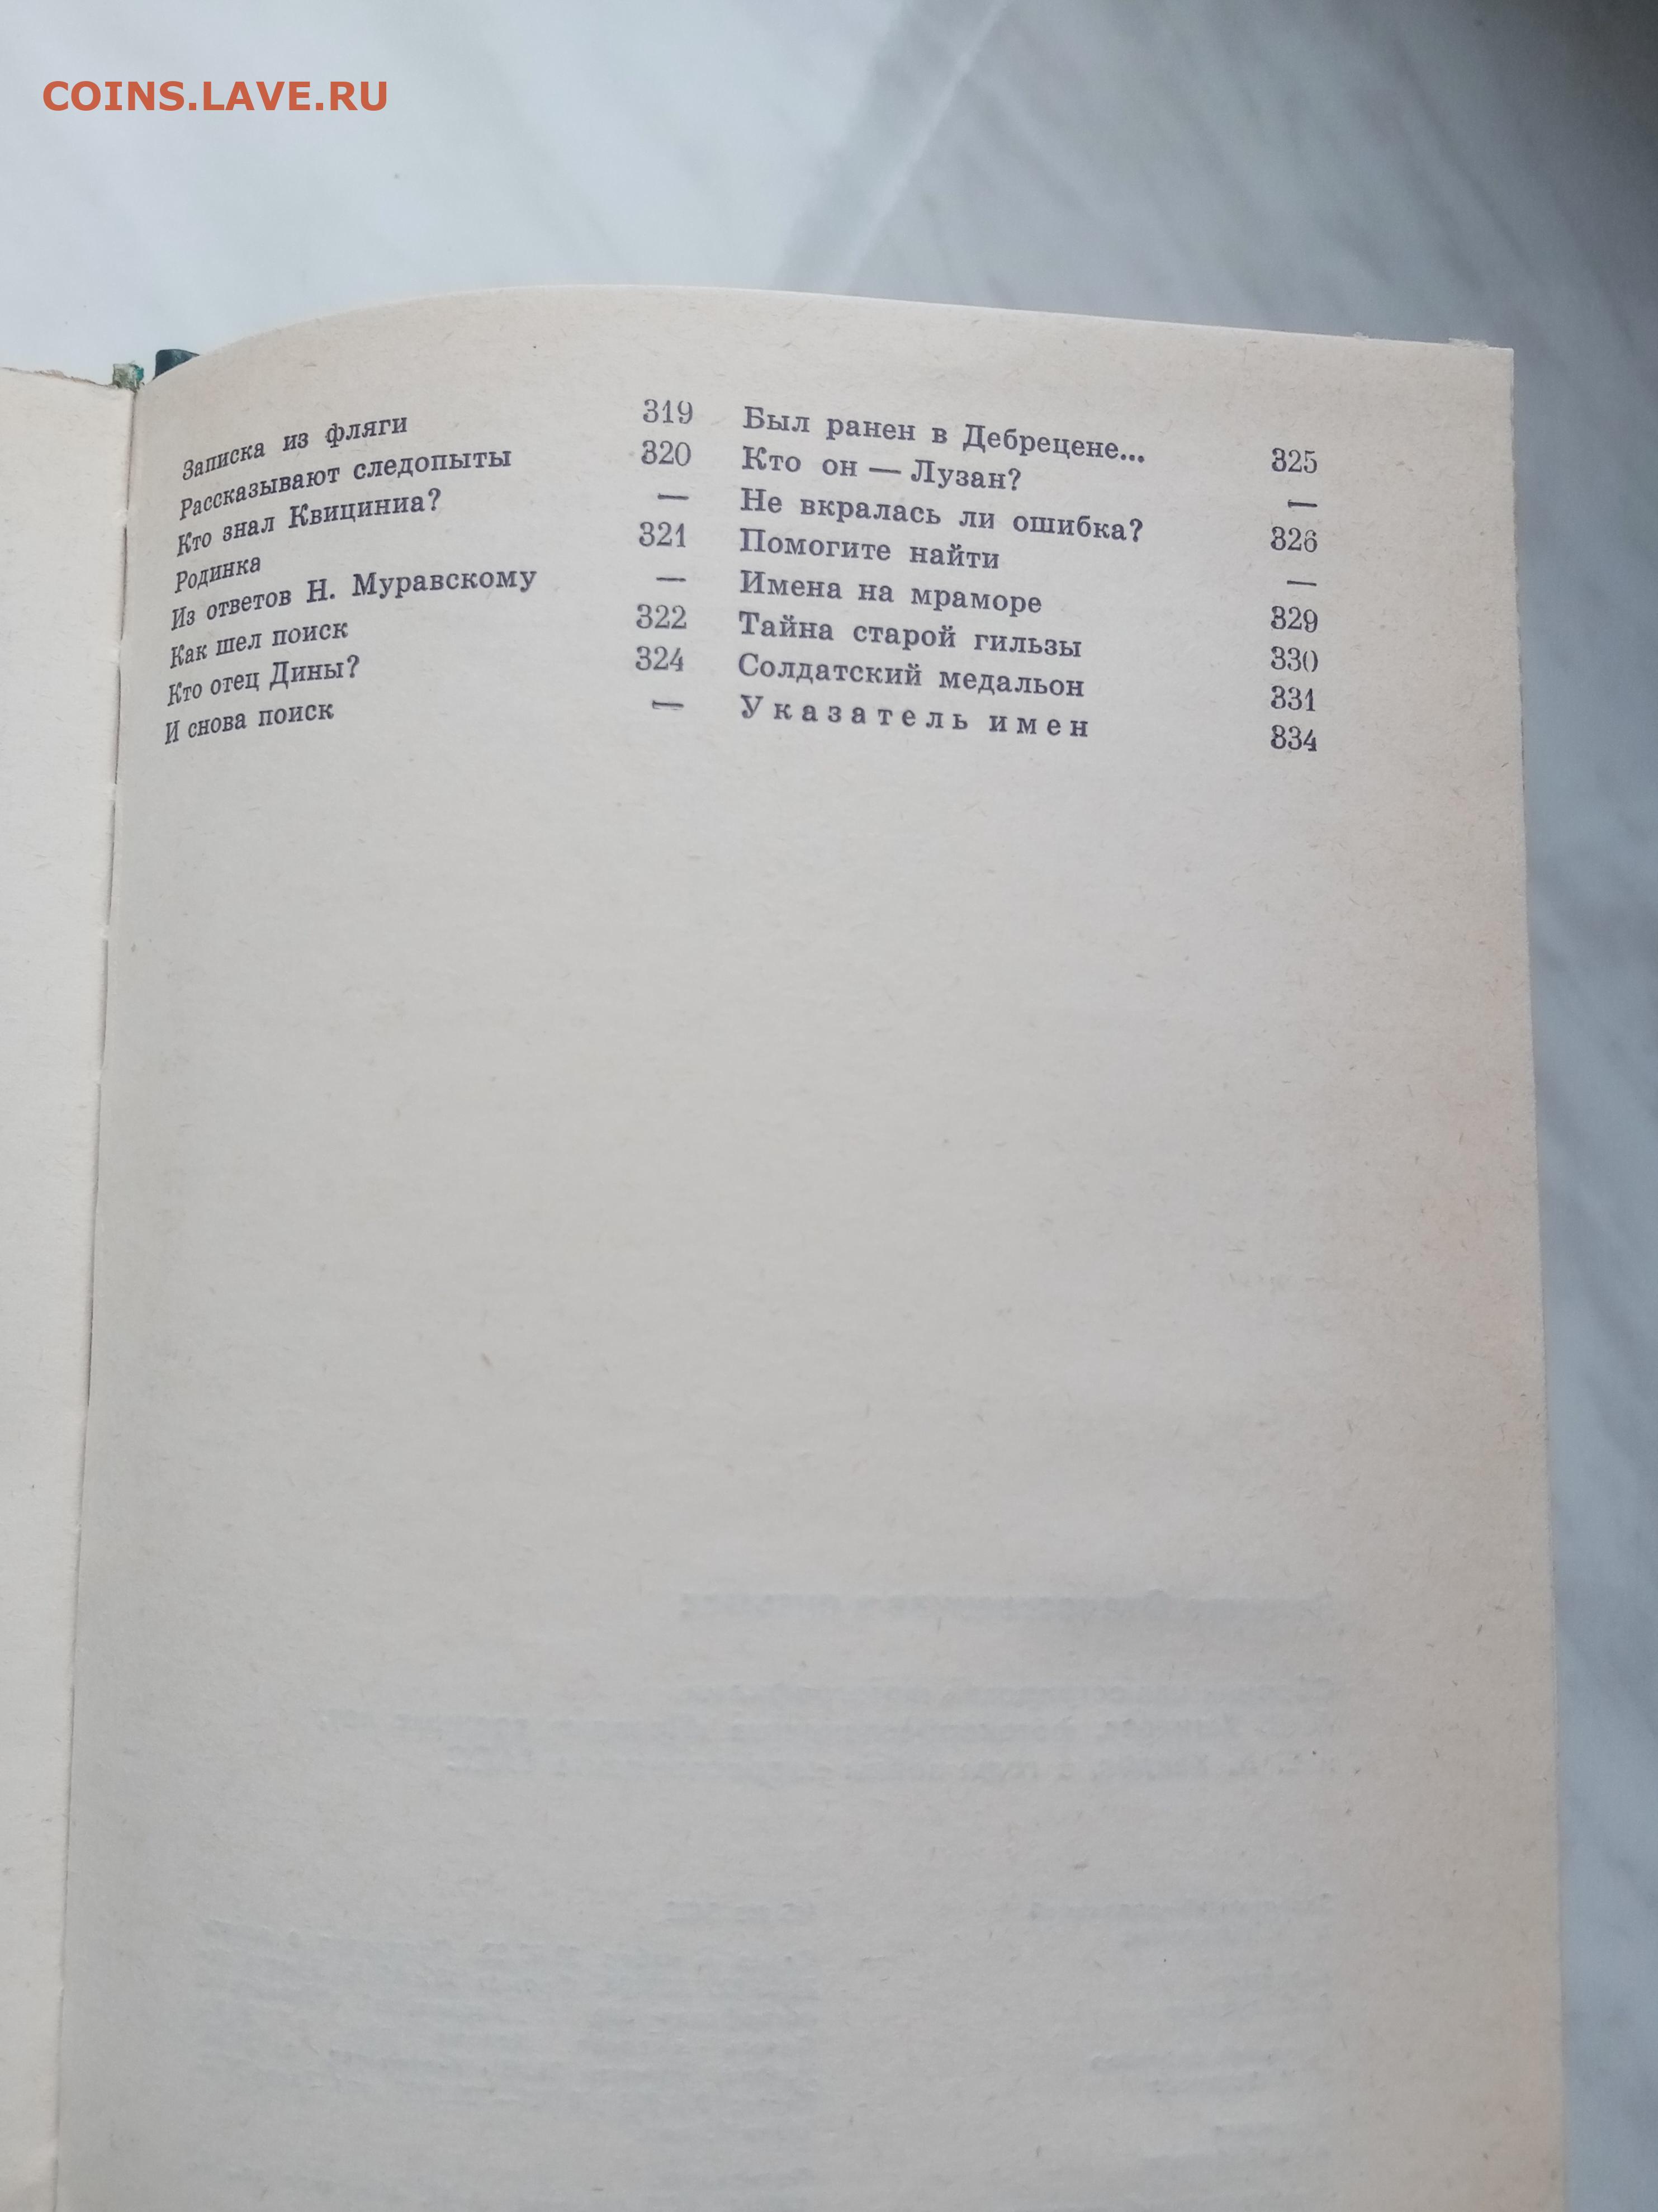 COINS.LAVE.RU
Записка из фляги 319
Рассказывают следопыты 320
Кто знал Квициниа? —
Родинка 321
Из ответов Н. Муравскому —
Как шел поиск 322
Кто отец Дины? 324
И снова поиск —
Был ранен в Дебрецене... 325
Кто он — Лузан? —
Не вкралась ли ошибка? 326
Помогите найти —
Имена на мраморе 329
Тайна старой гильзы 330
Солдатский медальон 331
Указатель имен 334